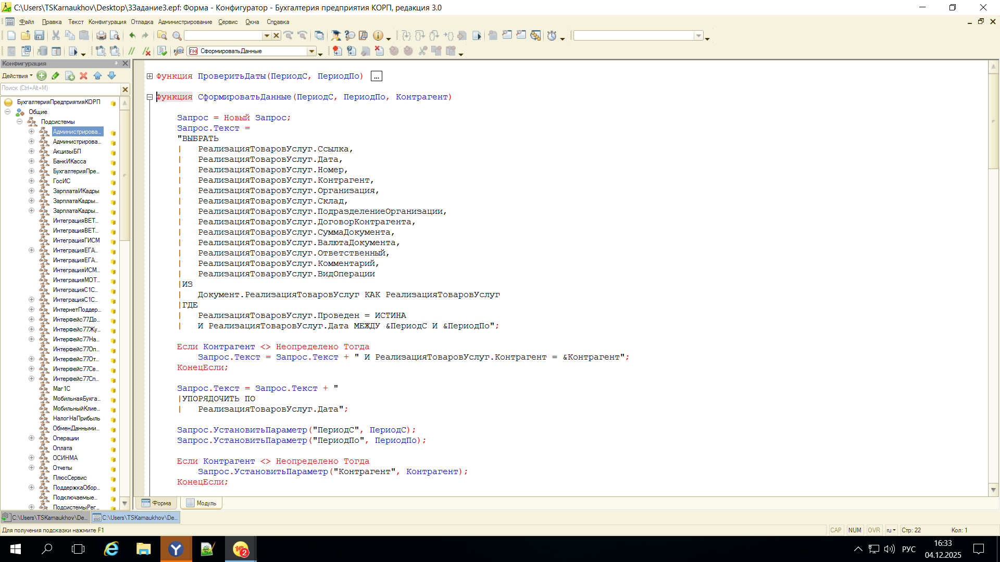 C:\Users\TSKarnaukhov\Desktop\3Задание3.epf: Форма - Конфигуратор - Бухгалтерия предприятия КОРП, редакция 3.0
Файл Правка Текст Конфигурация Отладка Администрирование Сервис Окна Справка
СформироватьДанные
Конфигурация
Действия
Поиск (Ctrl+Alt+M)
БухгалтерияПредприятияКОРП
Общие
Подсистемы
Администрирова...
Администрирова...
АкцизыБП
БанкИКасса
БухгалтерияПре...
ГосИС
ЗарплатаИКадры
ЗарплатаКадры...
ЗарплатаКадры...
ИнтеграцияВЕТ...
ИнтеграцияВЕТ...
ИнтеграцияГИСМ
ИнтеграцияЕГА...
ИнтеграцияЕГА...
ИнтеграцияИСМ...
ИнтеграцияМОТ...
ИнтеграцияС1С...
ИнтеграцияС1С...
ИнтернетПоддер...
Интерфейс77До...
Интерфейс77Жу...
Интерфейс77На...
Интерфейс77Оп...
Интерфейс77От...
Интерфейс77Се...
Интерфейс77Сп...
Маг1С
МобильнаяБухга...
МобильныйКлие...
НалогНаПрибыль
ОбменДанными...
Операции
Оплата
ОСИНМА
Отчеты
ПлюсСервис
ПоддержкаОбор...
Подключаемые...
ПодсистемыРег...
Функция ПроверитьДаты(ПериодС, ПериодПо) ...
Функция СформироватьДанные(ПериодС, ПериодПо, Контрагент)
Запрос = Новый Запрос;
Запрос.Текст =
"ВЫБРАТЬ
| РеализацияТоваровУслуг.Ссылка,
| РеализацияТоваровУслуг.Дата,
| РеализацияТоваровУслуг.Номер,
| РеализацияТоваровУслуг.Контрагент,
| РеализацияТоваровУслуг.Организация,
| РеализацияТоваровУслуг.Склад,
| РеализацияТоваровУслуг.ПодразделениеОрганизации,
| РеализацияТоваровУслуг.ДоговорКонтрагента,
| РеализацияТоваровУслуг.СуммаДокумента,
| РеализацияТоваровУслуг.ВалютаДокумента,
| РеализацияТоваровУслуг.Ответственный,
| РеализацияТоваровУслуг.Комментарий,
| РеализацияТоваровУслуг.ВидОперации
|ИЗ
| Документ.РеализацияТоваровУслуг КАК РеализацияТоваровУслуг
|ГДЕ
| РеализацияТоваровУслуг.Проведен = ИСТИНА
| И РеализацияТоваровУслуг.Дата МЕЖДУ &ПериодС И &ПериодПо";
Если Контрагент <> Неопределено Тогда
Запрос.Текст = Запрос.Текст + " И РеализацияТоваровУслуг.Контрагент = &Контрагент";
КонецЕсли;
Запрос.Текст = Запрос.Текст + "
|УПОРЯДОЧИТЬ ПО
| РеализацияТоваровУслуг.Дата";
Запрос.УстановитьПараметр("ПериодС", ПериодС);
Запрос.УстановитьПараметр("ПериодПо", ПериодПо);
Если Контрагент <> Неопределено Тогда
Запрос.УстановитьПараметр("Контрагент", Контрагент);
КонецЕсли;
Форма Модуль
C:\Users\TSKarnaukhov\De... C:\Users\TSKarnaukhov\De...
Для получения подсказки нажмите F1
CAP NUM OVR ru Стр: 22 Кол: 1
2
РУС
16:33
04.12.2025